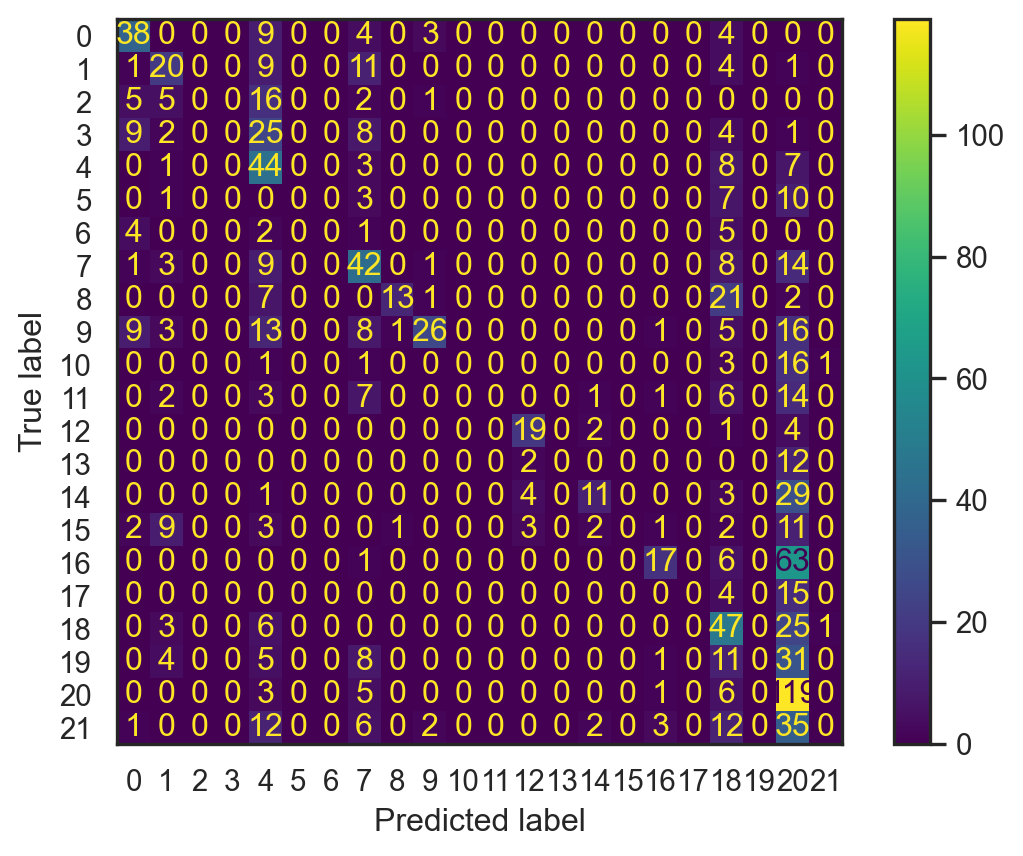 0 38 0 0 0 9 0 0 4 0 3 0 0 0 0 0 0 0 0 4 0 0 0
1 1 20 0 0 9 0 0 11 0 0 0 0 0 0 0 0 0 0 4 0 1 0
2 5 5 0 0 16 0 0 2 0 1 0 0 0 0 0 0 0 0 0 0 0 0
3 9 2 0 0 25 0 0 8 0 0 0 0 0 0 0 0 0 0 4 0 1 0
4 0 1 0 0 44 0 0 3 0 0 0 0 0 0 0 0 0 0 8 0 7 0
5 0 1 0 0 0 0 0 3 0 0 0 0 0 0 0 0 0 0 7 0 10 0
6 4 0 0 0 2 0 0 1 0 0 0 0 0 0 0 0 0 0 5 0 0 0
7 1 3 0 0 9 0 0 42 0 1 0 0 0 0 0 0 0 0 8 0 14 0
8 0 0 0 0 7 0 0 0 13 1 0 0 0 0 0 0 0 0 21 0 2 0
9 9 3 0 0 13 0 0 8 1 26 0 0 0 0 0 0 1 0 5 0 16 0
10 0 0 0 0 1 0 0 1 0 0 0 0 0 0 0 0 0 0 3 0 16 1
11 0 2 0 0 3 0 0 7 0 0 0 0 0 0 1 0 1 0 6 0 14 0
12 0 0 0 0 0 0 0 0 0 0 0 0 19 0 2 0 0 0 1 0 4 0
13 0 0 0 0 0 0 0 0 0 0 0 0 2 0 0 0 0 0 0 0 12 0
14 0 0 0 0 1 0 0 0 0 0 0 0 4 0 11 0 0 0 3 0 29 0
15 2 9 0 0 3 0 0 0 1 0 0 0 3 0 2 0 1 0 2 0 11 0
16 0 0 0 0 0 0 0 1 0 0 0 0 0 0 0 0 17 0 6 0 63 0
17 0 0 0 0 0 0 0 0 0 0 0 0 0 0 0 0 0 0 4 0 15 0
18 0 3 0 0 6 0 0 0 0 0 0 0 0 0 0 0 0 0 47 0 25 1
19 0 4 0 0 5 0 0 8 0 0 0 0 0 0 0 0 1 0 11 0 31 0
20 0 0 0 0 3 0 0 5 0 0 0 0 0 0 0 0 1 0 6 0 119 0
21 1 0 0 0 12 0 0 6 0 2 0 0 0 0 2 0 3 0 12 0 35 0
0 1 2 3 4 5 6 7 8 9 10 11 12 13 14 15 16 17 18 19 20 21
Predicted label
True label
100
80
60
40
20
0